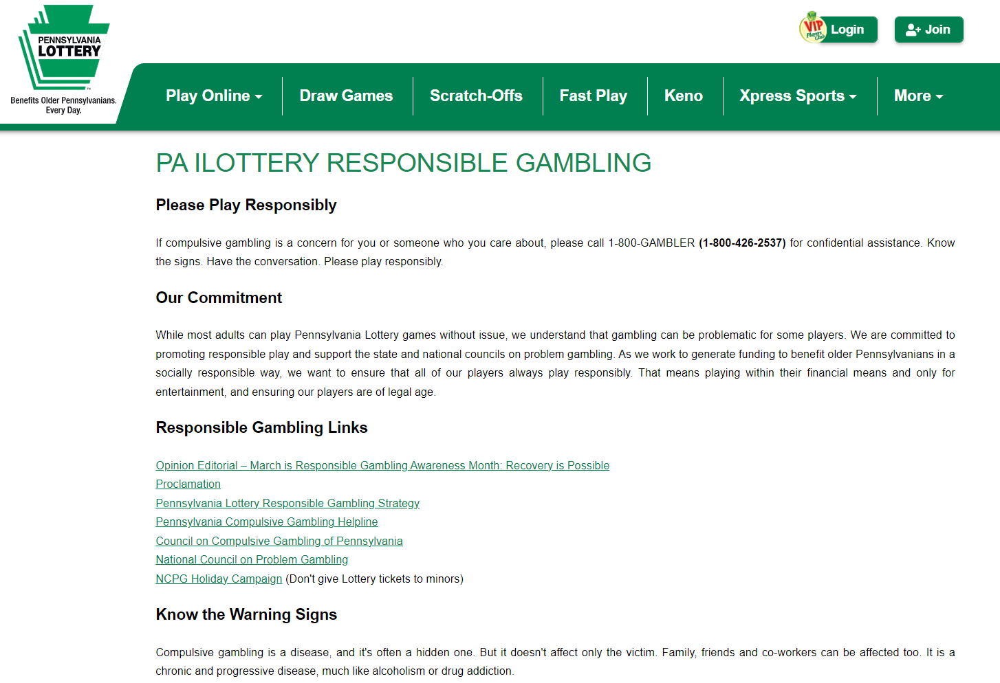 PENNSYLVANIA
LOTTERY
Benefits Older Pennsylvanians.
Every Day.
VIP
Players
Club
Login
Join
Play Online
Draw Games
Scratch-Offs
Fast Play
Keno
Xpress Sports
More
PA ILOTTERY RESPONSIBLE GAMBLING
Please Play Responsibly
If compulsive gambling is a concern for you or someone who you care about, please call 1-800-GAMBLER (1-800-426-2537) for confidential assistance. Know
the signs. Have the conversation. Please play responsibly.
Our Commitment
While most adults can play Pennsylvania Lottery games without issue, we understand that gambling can be problematic for some players. We are committed to
promoting responsible play and support the state and national councils on problem gambling. As we work to generate funding to benefit older Pennsylvanians in a
socially responsible way, we want to ensure that all of our players always play responsibly. That means playing within their financial means and only for
entertainment, and ensuring our players are of legal age.
Responsible Gambling Links
Opinion Editorial – March is Responsible Gambling Awareness Month: Recovery is Possible
Proclamation
Pennsylvania Lottery Responsible Gambling Strategy
Pennsylvania Compulsive Gambling Helpline
Council on Compulsive Gambling of Pennsylvania
National Council on Problem Gambling
NCPG Holiday Campaign (Don't give Lottery tickets to minors)
Know the Warning Signs
Compulsive gambling is a disease, and it's often a hidden one. But it doesn't affect only the victim. Family, friends and co-workers can be affected too. It is a
chronic and progressive disease, much like alcoholism or drug addiction.